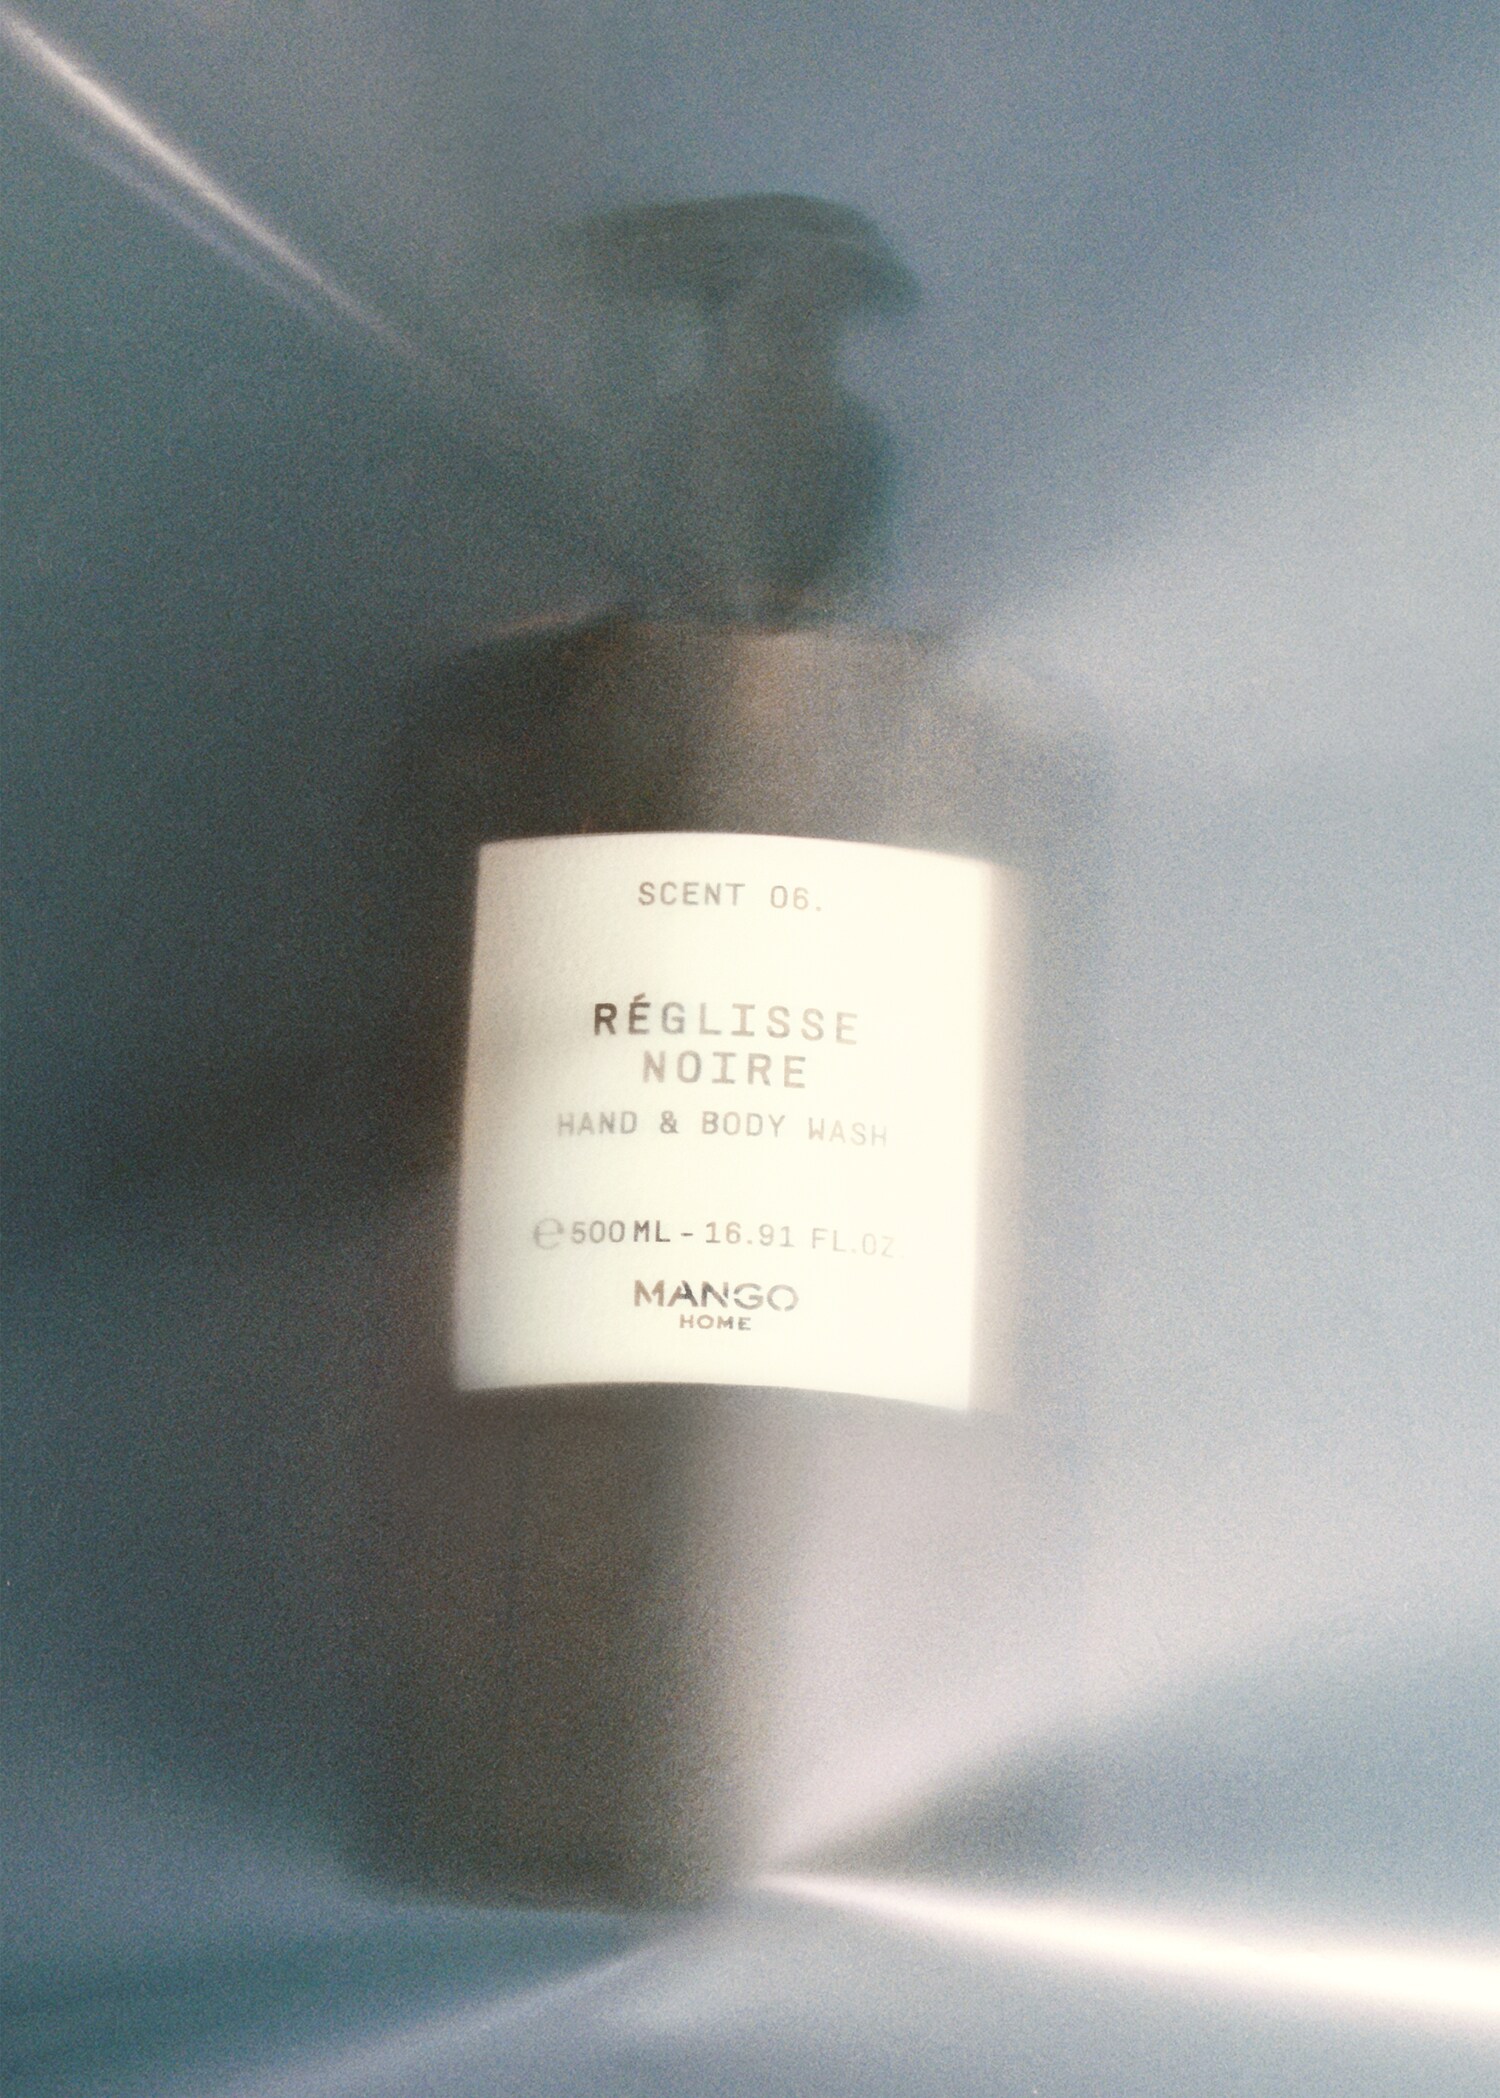 SCENT 06.
RÉGLISSE
NOIRE
HAND & BODY WASH
℮500ML-16.91 FL.OZ.
MANGO
HOME